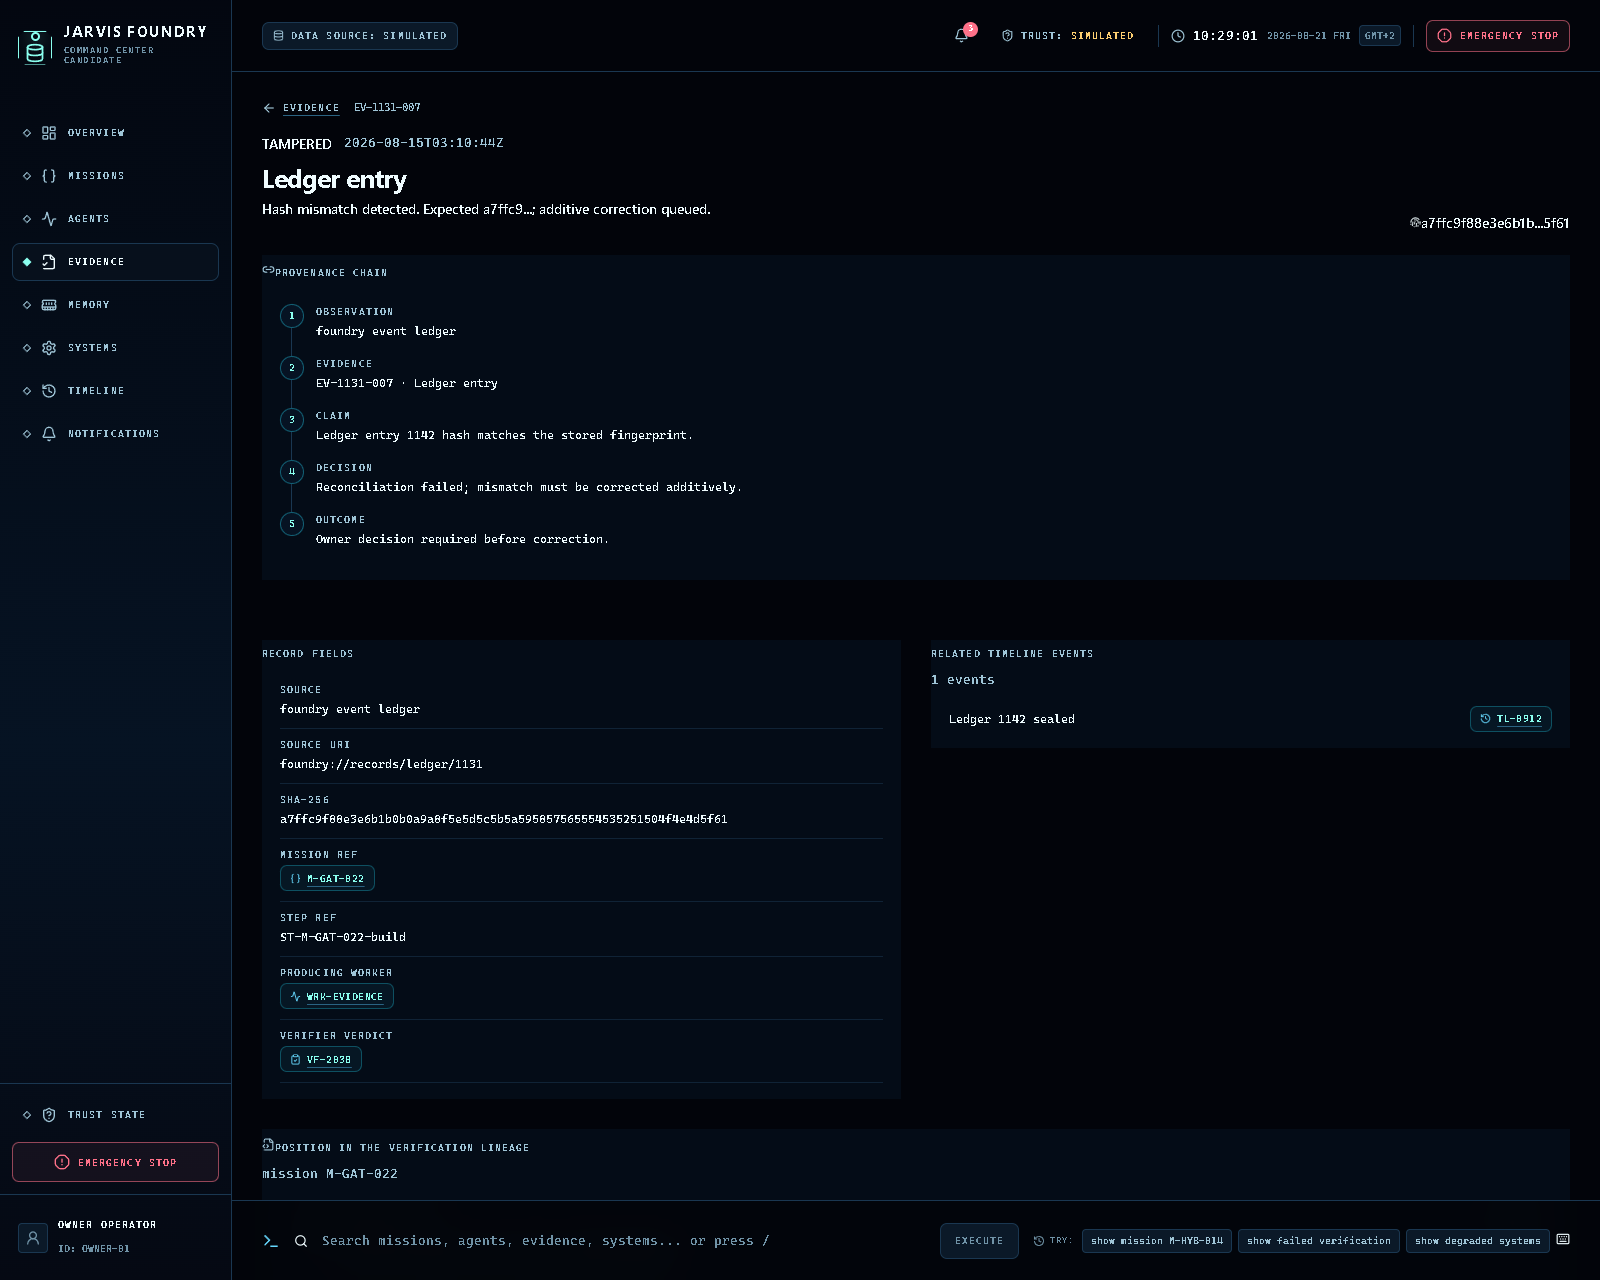 JARVIS FOUNDRY
COMMAND CENTER
CANDIDATE
OVERVIEW
MISSIONS
AGENTS
EVIDENCE
MEMORY
SYSTEMS
TIMELINE
NOTIFICATIONS
TRUST STATE
EMERGENCY STOP
OWNER OPERATOR
ID: OWNER-01
DATA SOURCE: SIMULATED
3
TRUST: SIMULATED
10:29:01 2026-08-21 FRI GMT+2
EMERGENCY STOP
EVIDENCE EV-1131-007
TAMPERED 2026-08-15T03:10:44Z
Ledger entry
Hash mismatch detected. Expected a7ffc9…; additive correction queued.
a7ffc9f88e3e6b1b…5f61
PROVENANCE CHAIN
1 OBSERVATION
foundry event ledger
2 EVIDENCE
EV-1131-007 · Ledger entry
3 CLAIM
Ledger entry 1142 hash matches the stored fingerprint.
4 DECISION
Reconciliation failed; mismatch must be corrected additively.
5 OUTCOME
Owner decision required before correction.
RECORD FIELDS
SOURCE
foundry event ledger
SOURCE URI
foundry://records/ledger/1131
SHA-256
MISSION REF
M-GAT-022
STEP REF
ST-M-GAT-022-build
PRODUCING WORKER
WRK-EVIDENCE
VERIFIER VERDICT
RELATED TIMELINE EVENTS
1 events
Ledger 1142 sealed
TL-0912
POSITION IN THE VERIFICATION LINEAGE
mission M-GAT-022
Search missions, agents, evidence, systems... or press /
EXECUTE
TRY:
show mission M-HYB-014
show failed verification
show degraded systems